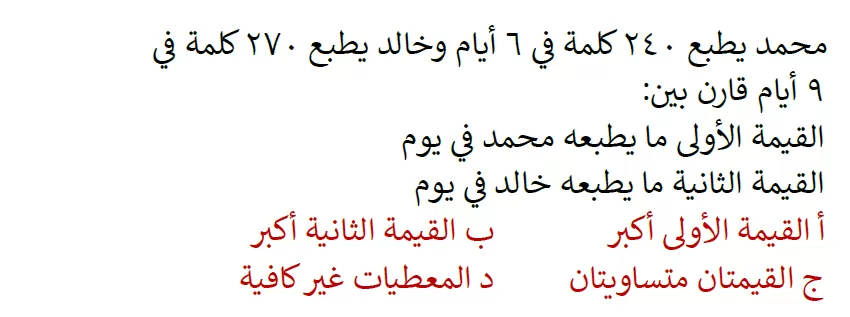 محمد يطبع ٢٤٠ كلمة في ٦ أيام وخالد يطبع ٢٧٠ كلمة في
٩ أيام قارن بين:
القيمة الأولى ما يطبعه محمد في يوم
القيمة الثانية ما يطبعه خالد في يوم
أ القيمة الأولى أكبر ب القيمة الثانية أكبر
ج القيمتان متساويتان د المعطيات غير كافية